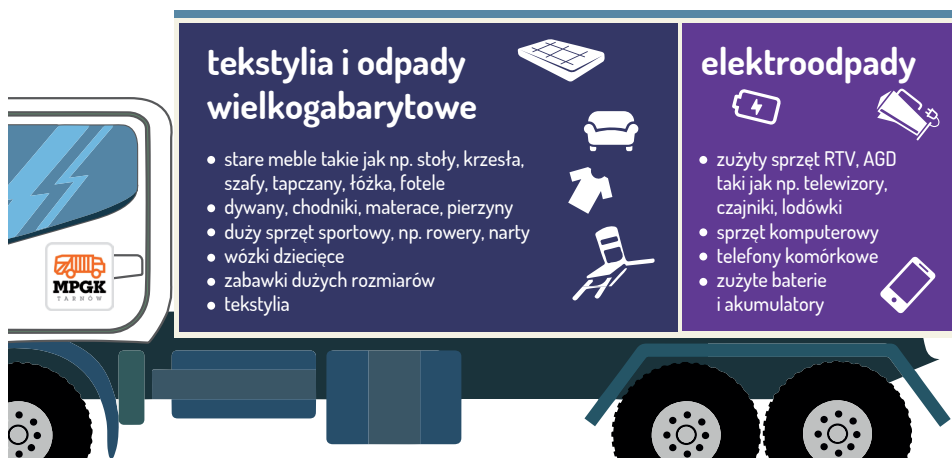 tekstylia i odpady
wielkogabarytowe
• stare meble takie jak np. stoły, krzesła,
szafy, tapczany, łóżka, fotele
• dywany, chodniki, materace, pierzyny
• duży sprzęt sportowy, np. rowery, narty
• wózki dziecięce
• zabawki dużych rozmiarów
• tekstylia
elektroodpady
• zużyty sprzęt RTV, AGD
taki jak np. telewizory,
czajniki, lodówki
• sprzęt komputerowy
• telefony komórkowe
• zużyte baterie
i akumulatory
MPGK
TARNÓW